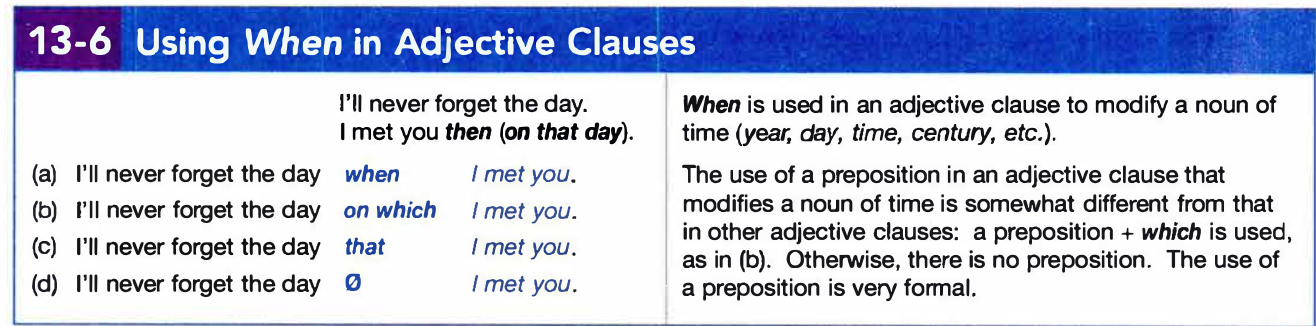 13-6 Using When in Adjective Clauses
I'll never forget the day.
I met you then (on that day).
(a) I'll never forget the day when I met you.
(b) I'll never forget the day on which I met you.
(c) I'll never forget the day that I met you.
(d) I'll never forget the day Ø I met you.
When is used in an adjective clause to modify a noun of
time (year, day, time, century, etc.).
The use of a preposition in an adjective clause that
modifies a noun of time is somewhat different from that
in other adjective clauses: a preposition + which is used,
as in (b). Otherwise, there is no preposition. The use of
a preposition is very formal.